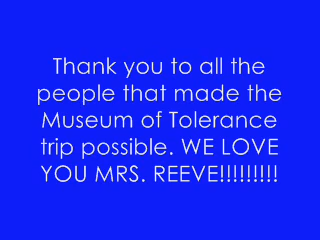 Thank you to all the
people that made the
Museum of Tolerance
trip possible. WE LOVE
YOU MRS. REEVE!!!!!!!!!